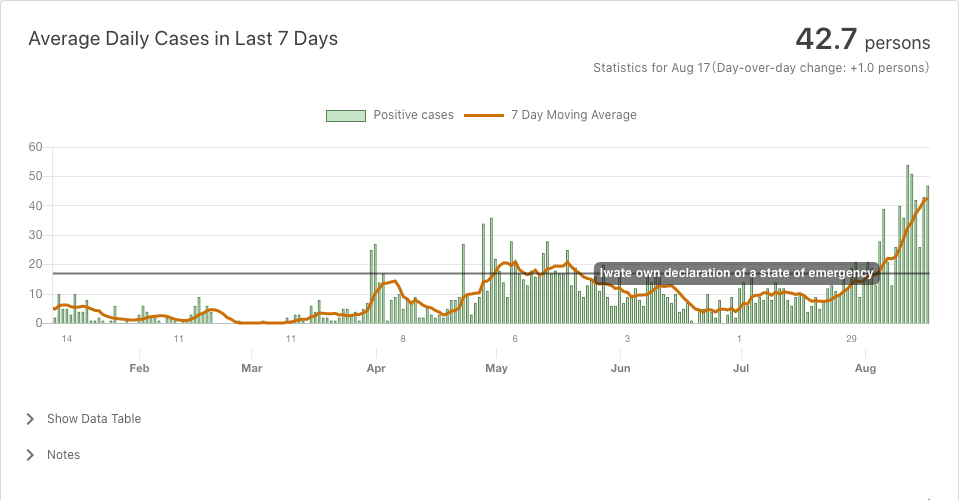 Average Daily Cases in Last 7 Days
42.7 persons
Statistics for Aug 17(Day-over-day change: +1.0 persons)
Positive cases
7 Day Moving Average
60
50
40
30
20
10
0
Iwate own declaration of a state of emergency
14
11
11
8
6
3
1
29
Feb
Mar
Apr
May
Jun
Jul
Aug
Show Data Table
Notes